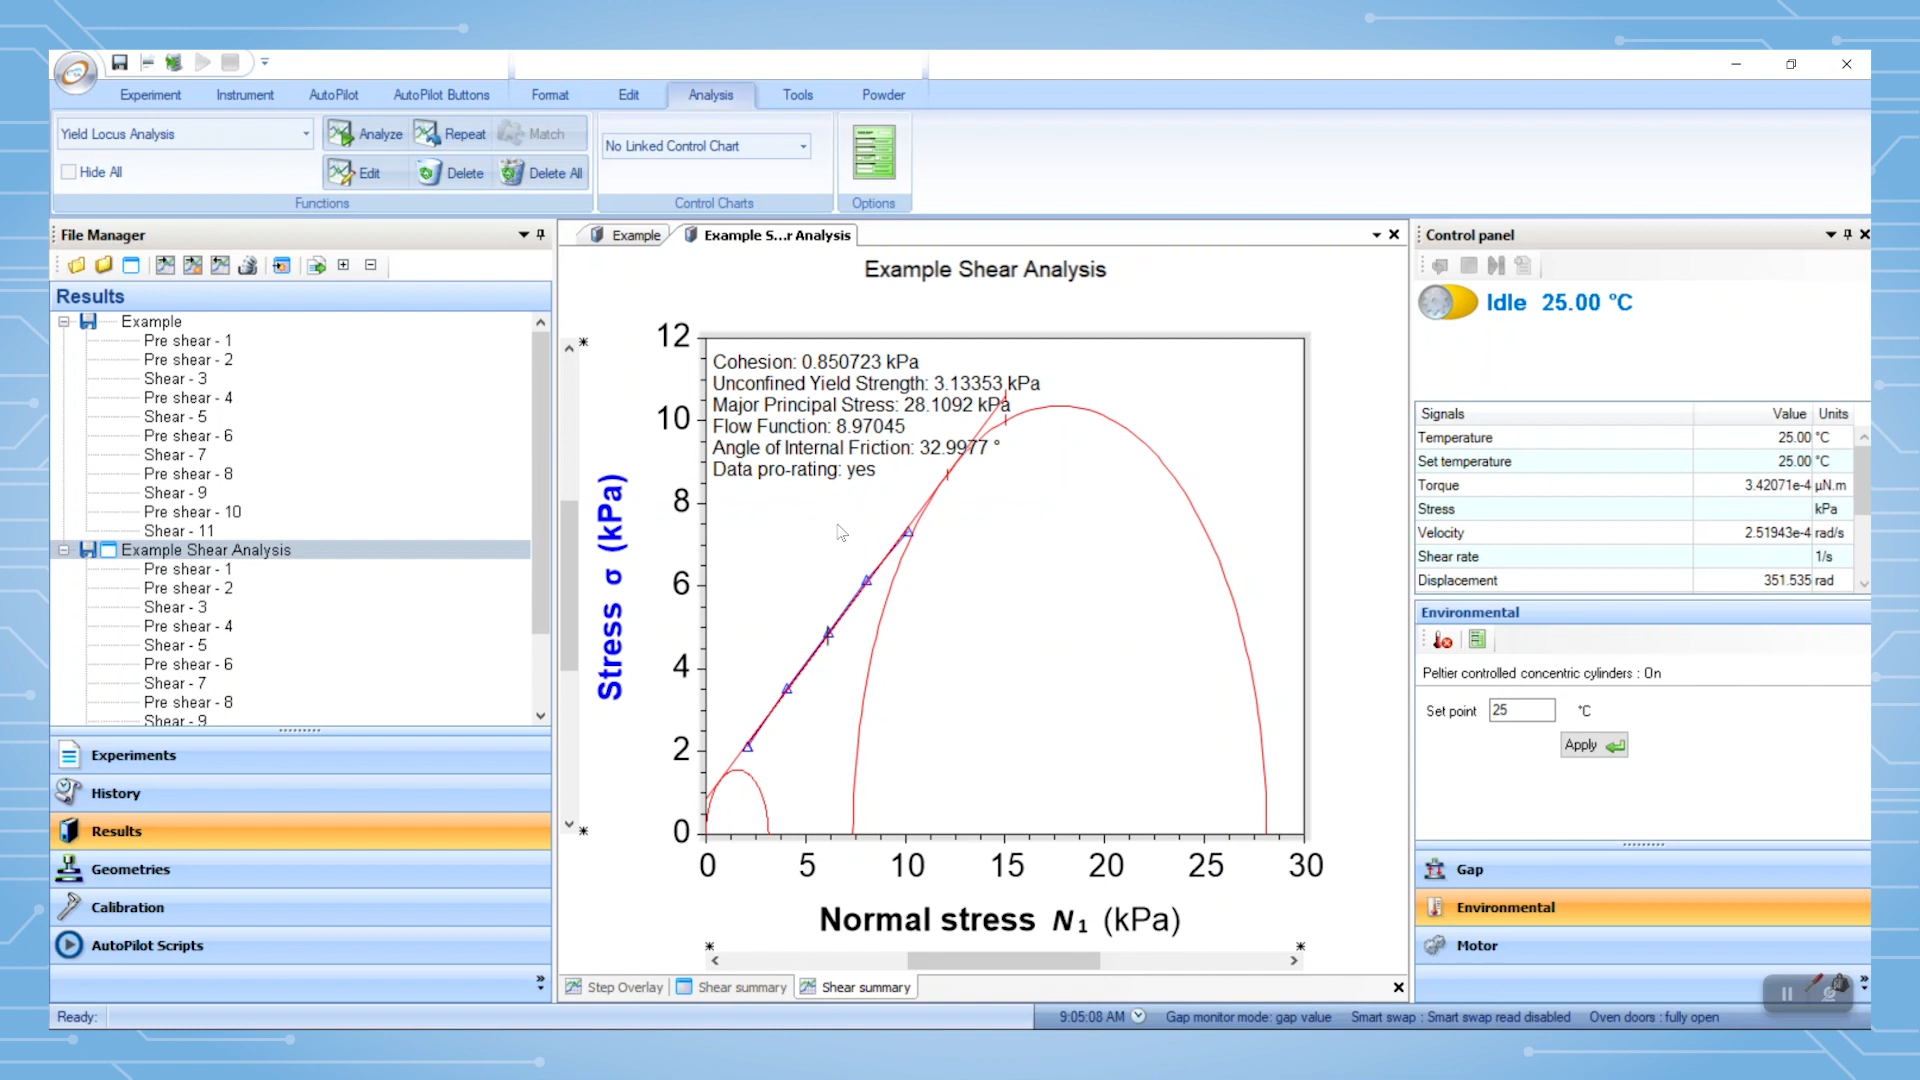 Experiment Instrument AutoPilot AutoPilot Buttons Format Edit Analysis Tools Powder
Yield Locus Analysis
Hide All
Analyze Repeat Match
Edit Delete Delete All
Functions
No Linked Control Chart
Control Charts
Options
File Manager
Results
Example
Pre shear - 1
Pre shear - 2
Shear - 3
Pre shear - 4
Shear - 5
Pre shear - 6
Shear - 7
Pre shear - 8
Shear - 9
Pre shear - 10
Shear - 11
Example Shear Analysis
Pre shear - 1
Pre shear - 2
Shear - 3
Pre shear - 4
Shear - 5
Pre shear - 6
Shear - 7
Pre shear - 8
Shear - 9
Experiments
History
Results
Geometries
Calibration
AutoPilot Scripts
Example
Example S...r Analysis
Example Shear Analysis
Cohesion: 0.850723 kPa
Unconfined Yield Strength: 3.13353 kPa
Major Principal Stress: 28.1092 kPa
Flow Function: 8.97045
Angle of Internal Friction: 32.9977 °
Data pro-rating: yes
Stress σ (kPa)
12
10
8
6
4
2
0
0 5 10 15 20 25 30
Normal stress N1 (kPa)
Step Overlay Shear summary Shear summary
Control panel
Idle 25.00 °C
Signals Value Units
Temperature 25.00 °C
Set temperature 25.00 °C
Torque 3.42071e-4 µN.m
Stress kPa
Velocity 2.51943e-4 rad/s
Shear rate 1/s
Displacement 351.535 rad
Environmental
Peltier controlled concentric cylinders : On
Set point 25 °C
Apply
Gap
Environmental
Motor
Ready:
9:05:08 AM Gap monitor mode: gap value Smart swap : Smart swap read disabled Oven doors : fully open